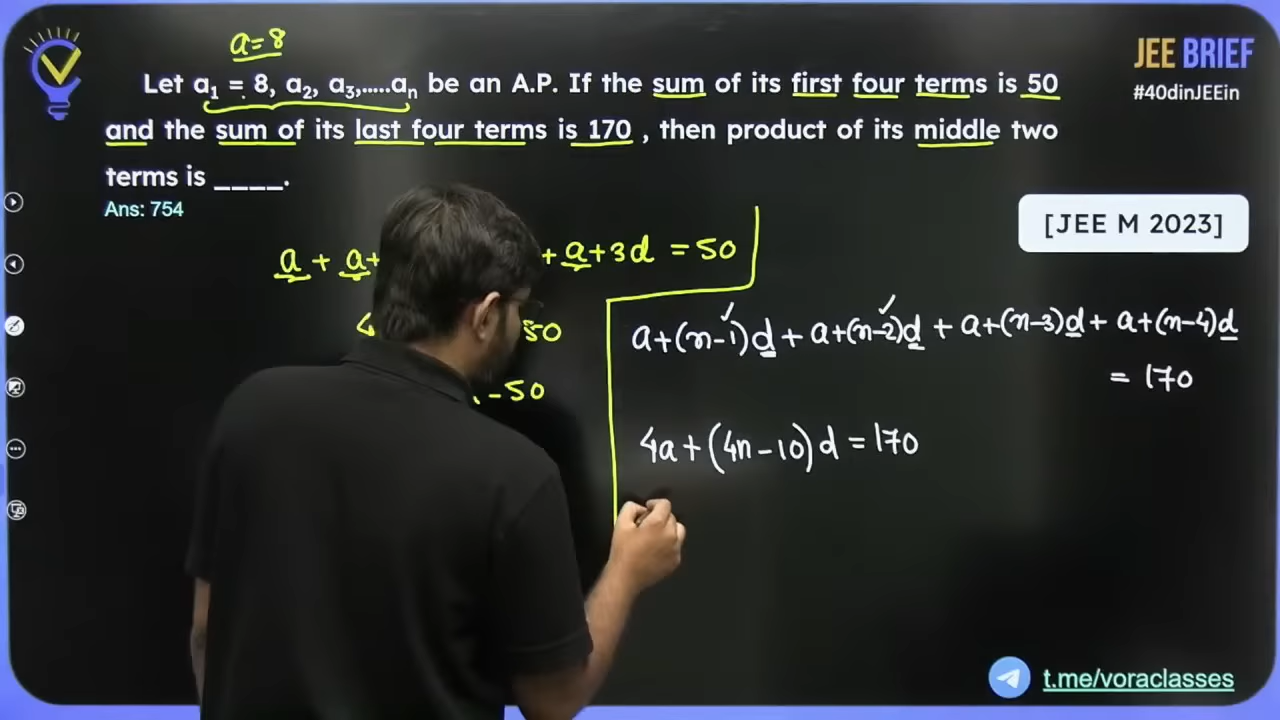 a=8
JEE BRIEF
#40dinJEEin
Let a₁ = 8, a₂, a₃,.....aₙ be an A.P. If the sum of its first four terms is 50
and the sum of its last four terms is 170 , then product of its middle two
terms is ____.
Ans: 754
[JEE M 2023]
a + a+ + a+3d = 50
50
-50
a+(n-1)d + a+(n-2)d + a+(n-3)d + a+(n-4)d
= 170
4a+(4n-10)d=170
t.me/voraclasses